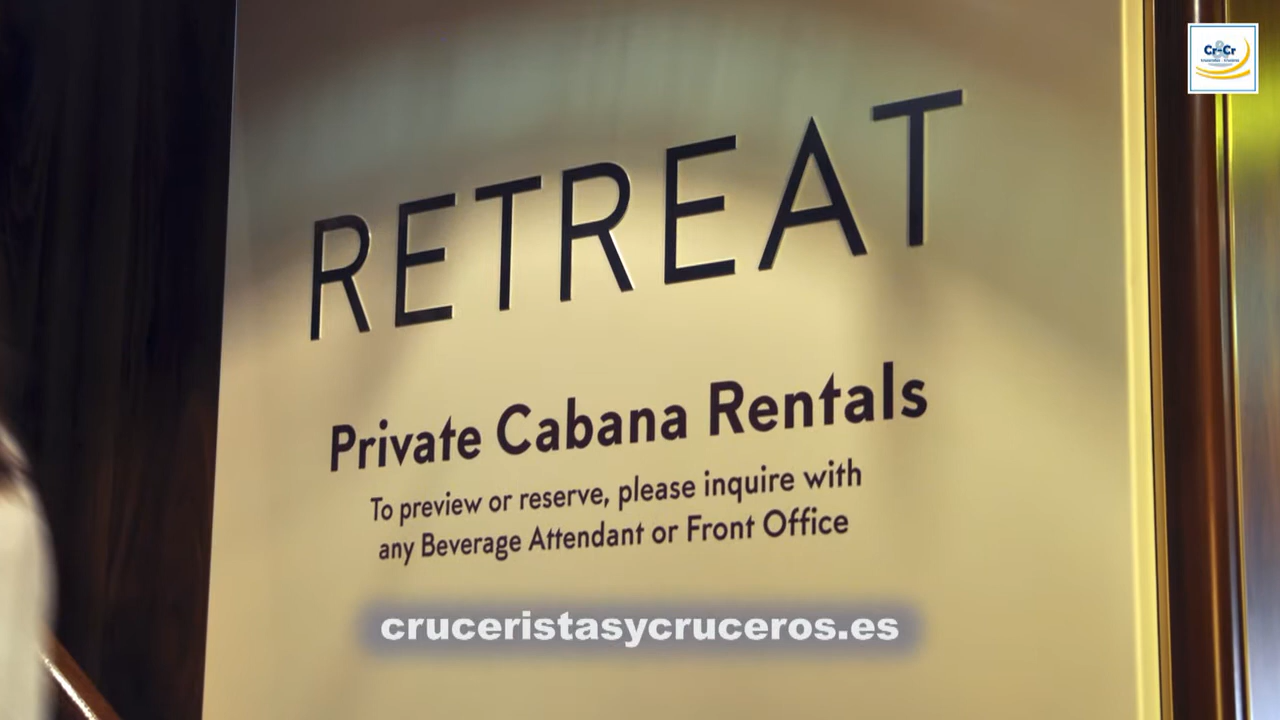 Cr&Cr
RETREAT
Private Cabana Rentals
To preview or reserve, please inquire with
any Beverage Attendant or Front Office
cruceristasycruceros.es